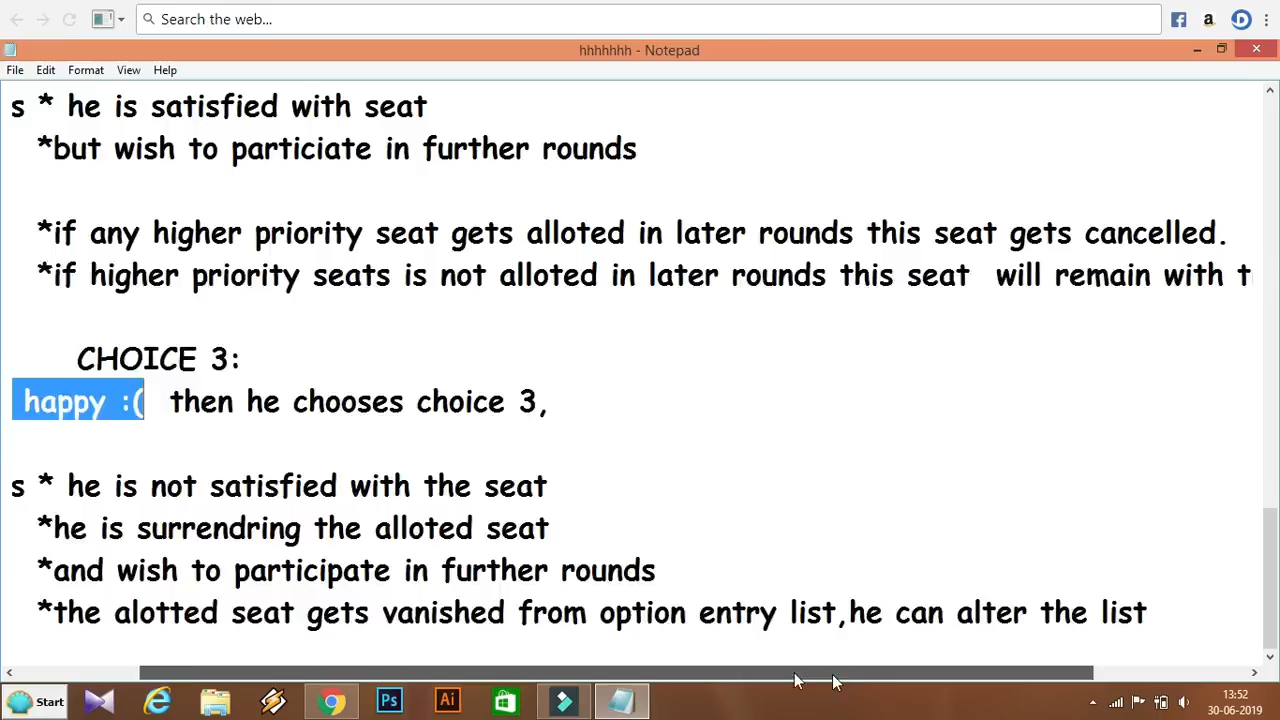 Search the web...
hhhhhhh - Notepad
File Edit Format View Help
s * he is satisfied with seat
*but wish to particiate in further rounds
*if any higher priority seat gets alloted in later rounds this seat gets cancelled.
*if higher priority seats is not alloted in later rounds this seat will remain with
CHOICE 3:
happy :( then he chooses choice 3,
s * he is not satisfied with the seat
*he is surrendring the alloted seat
*and wish to participate in further rounds
*the alotted seat gets vanished from option entry list,he can alter the list
Start
Ps
Ai
13:52
30-06-2019